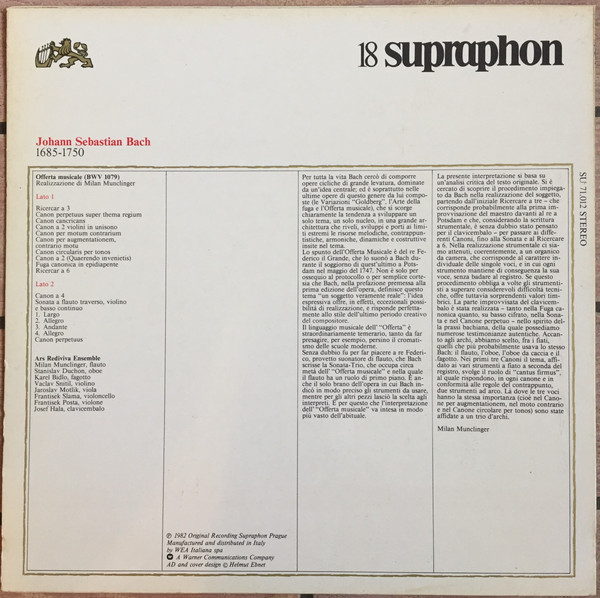 18 supraphon
Johann Sebastian Bach
1685-1750
Offerta musicale (BWV 1079)
Realizzazione di Milan Munclinger
Lato 1
Ricercar a 3
Canon perpetuus super thema regium
Canon cancricans
Canon a 2 violini in unisono
Canon per motum contrarium
Canon per augmentationem,
contrario motu
Canon circularis per tonos
Canon a 2 (Quaerendo invenietis)
Fuga canonica in epidiapente
Ricercar a 6
Lato 2
Canon a 4
Sonata a flauto traverso, violino
e basso continuo
1. Largo
2. Allegro
3. Andante
4. Allegro
Canon perpetuus
Ars Rediviva Ensemble
Milan Munclinger, flauto
Stanislav Duchon, oboe
Karel Bidlo, fagotto
Vaclav Snitil, violino
Jaroslav Motlik, viola
Frantisek Slama, violoncello
Frantisek Posta, violone
Josef Hala, clavicembalo
℗ 1982 Original Recording Supraphon Prague
Manufactured and distributed in Italy
by WEA Italiana spa
A Warner Communications Company
AD and cover design © Helmut Ebnet
Per tutta la vita Bach cercò di comporre
opere cicliche di grande levatura, dominate
da un'idea centrale; ed è soprattutto nelle
ultime opere di questo genere da lui compo-
ste (le Variazioni "Goldberg", l'Arte della
fuga e l'Offerta musicale), che si scorge
chiaramente la tendenza a sviluppare un
solo tema, un solo nucleo, in una grande ar-
chitettura che riveli, sviluppi e porti ai limi-
ti estremi le risorse melodiche, contrappun-
tistiche, armoniche, dinamiche e costruttive
insite nel tema.
Lo spunto dell'Offerta Musicale è del re Fe-
derico il Grande, che lo suonò a Bach du-
rante il soggiorno di quest'ultimo a Pots-
dam nel maggio del 1747. Non è solo per
ossequio al protocollo o per semplice corte-
sia che Bach, nella prefazione premessa alla
prima edizione dell'opera, definisce questo
tema "un soggetto veramente reale": l'idea
espressiva offre, in effetti, eccezionali possi-
bilità di realizzazione, e risponde perfetta-
mente allo stile dell'ultimo periodo creativo
del compositore.
Il linguaggio musicale dell' "Offerta" è
straordinariamente temerario, tanto da far
presagire, per esempio, persino il cromati-
smo delle scuole moderne.
Senza dubbio fu per far piacere a re Federi-
co, provetto suonatore di flauto, che Bach
scrisse la Sonata-Trio, che occupa circa
metà dell' "Offerta musicale" e nella quale
il flauto ha un ruolo di primo piano. È an-
che il solo brano dell'opera in cui Bach in-
dicò in modo preciso gli strumenti da usare,
mentre per gli altri pezzi lasciò la scelta agli
interpreti. È per questo che l'interpretazione
dell' "Offerta musicale" va intesa in modo
più vasto dell'abituale.
La presente interpretazione si basa su
un'analisi critica del testo originale. Si è
cercato di scoprire il procedimento impiega-
to da Bach nella realizzazione del soggetto,
partendo dall'iniziale Ricercare a tre – che
corrisponde probabilmente alla prima im-
provvisazione del maestro davanti al re a
Potsdam e che, considerando la scrittura
strumentale, è senza dubbio stato pensato
per il clavicembalo – per passare ai differen-
ti Canoni, fino alla Sonata e al Ricercare
a 6. Nella realizzazione strumentale ci sia-
mo attenuti, coerentemente, a un organico
da camera, che corrisponde al carattere in-
dividuale delle singole voci, e in cui ogni
strumento mantiene di conseguenza la sua
voce, senza badare al registro. Se questo
procedimento obbliga a volte gli strumenti-
sti a superare considerevoli difficoltà tecni-
che, offre tuttavia sorprendenti valori tim-
brici. La parte improvvisata del clavicem-
balo è stata realizzata – tanto nella Fuga ca-
nonica quanto, su basso cifrato, nella Sona-
ta e nel Canone perpetuo – nello spirito del-
la prassi bachiana, della quale possediamo
numerose testimonianze autentiche. Accan-
to agli archi, abbiamo scelto, fra i fiati,
quelli che più probabilmente usava lo stesso
Bach: il flauto, l'oboe, l'oboe da caccia e il
fagotto. Nei primi tre Canoni il tema, affi-
dato ai vari strumenti a fiato a seconda del
registro, svolge il ruolo di "cantus firmus",
al quale rispondono, in ogni canone e in
conformità alle regole del contrappunto,
due strumenti ad arco. Là dove le tre voci
hanno la stessa importanza (cioè nel Cano-
ne per augmentationem, nel moto contrario
e nel Canone circolare per tonos) sono state
affidate a un trio d'archi.
Milan Munclinger
SU 71.012 STEREO